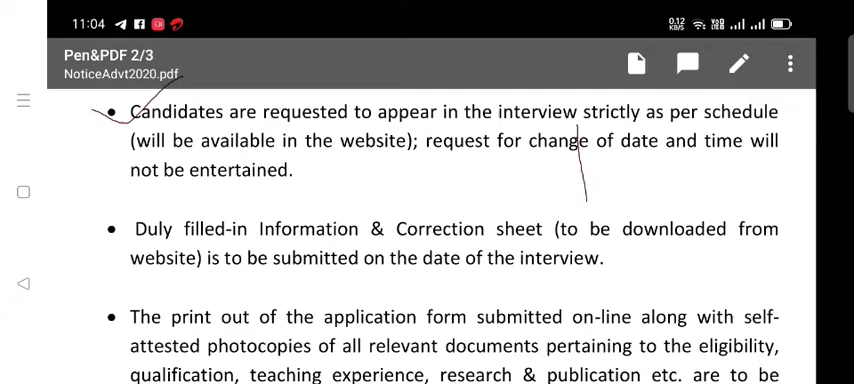 11:04
0.12 KB/S
Pen&PDF 2/3
NoticeAdvt2020.pdf
• Candidates are requested to appear in the interview strictly as per schedule
(will be available in the website); request for change of date and time will
not be entertained.
• Duly filled-in Information & Correction sheet (to be downloaded from
website) is to be submitted on the date of the interview.
• The print out of the application form submitted on-line along with self-
attested photocopies of all relevant documents pertaining to the eligibility,
qualification, teaching experience, research & publication etc. are to be